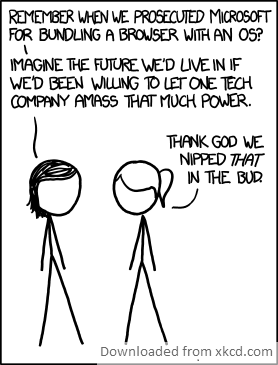 REMEMBER WHEN WE PROSECUTED MICROSOFT
FOR BUNDLING A BROWSER WITH AN OS?
IMAGINE THE FUTURE WE'D LIVE IN IF
WE'D BEEN WILLING TO LET ONE TECH
COMPANY AMASS THAT MUCH POWER.
THANK GOD WE
NIPPED THAT
IN THE BUD.
Downloaded from xkcd.com